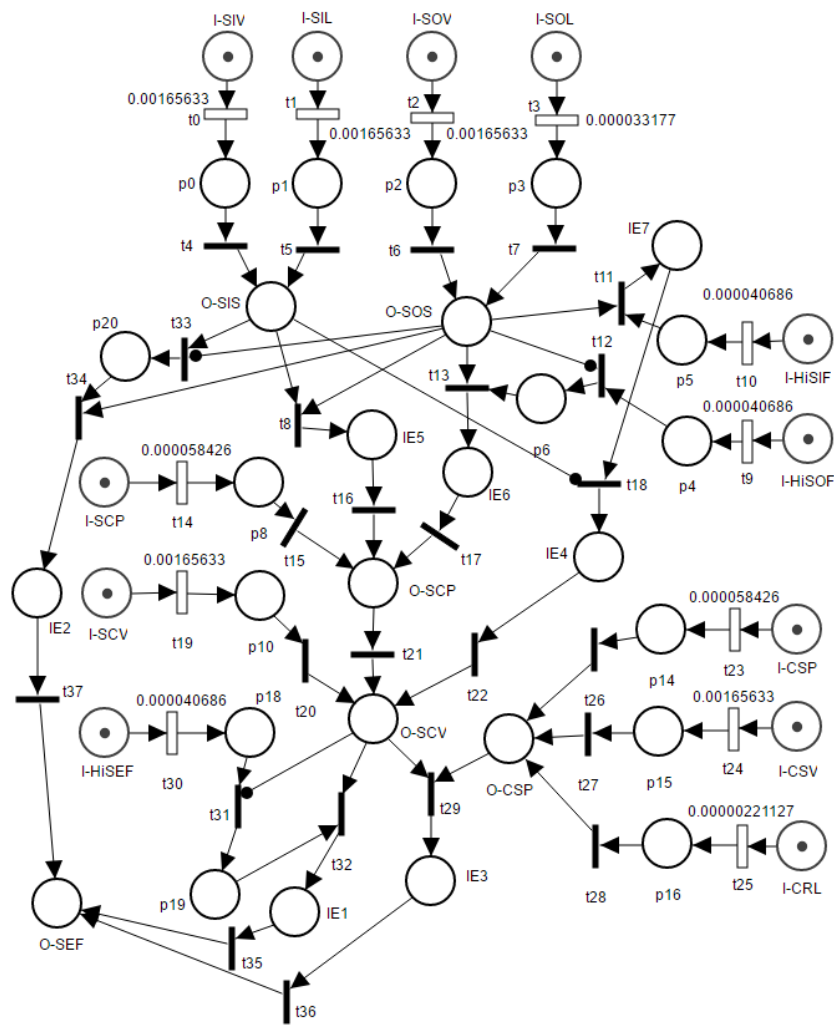 I-SIV
I-SIL
I-SOV
I-SOL
0.00165633
t0
t1
0.00165633
t2
0.00165633
t3
0.000033177
p0
p1
p2
p3
t4
t5
t6
t7
IE7
t11
O-SIS
O-SOS
0.000040686
p20
t33
t12
p5
t10
I-HiSIF
t34
t13
t8
p6
0.000040686
IE5
p4
t9
I-HiSOF
0.000058426
IE6
t18
I-SCP
t14
p8
t15
t16
t17
IE4
0.00165633
O-SCP
IE2
I-SCV
t19
p10
t20
t21
t22
0.000058426
p14
t23
I-CSP
t26
t37
0.000040686
p18
O-SCV
0.00165633
I-HiSEF
t30
O-CSP
t27
p15
t24
I-CSV
t31
t29
t32
0.00000221127
t28
p16
t25
I-CRL
p19
IE1
IE3
O-SEF
t35
t36